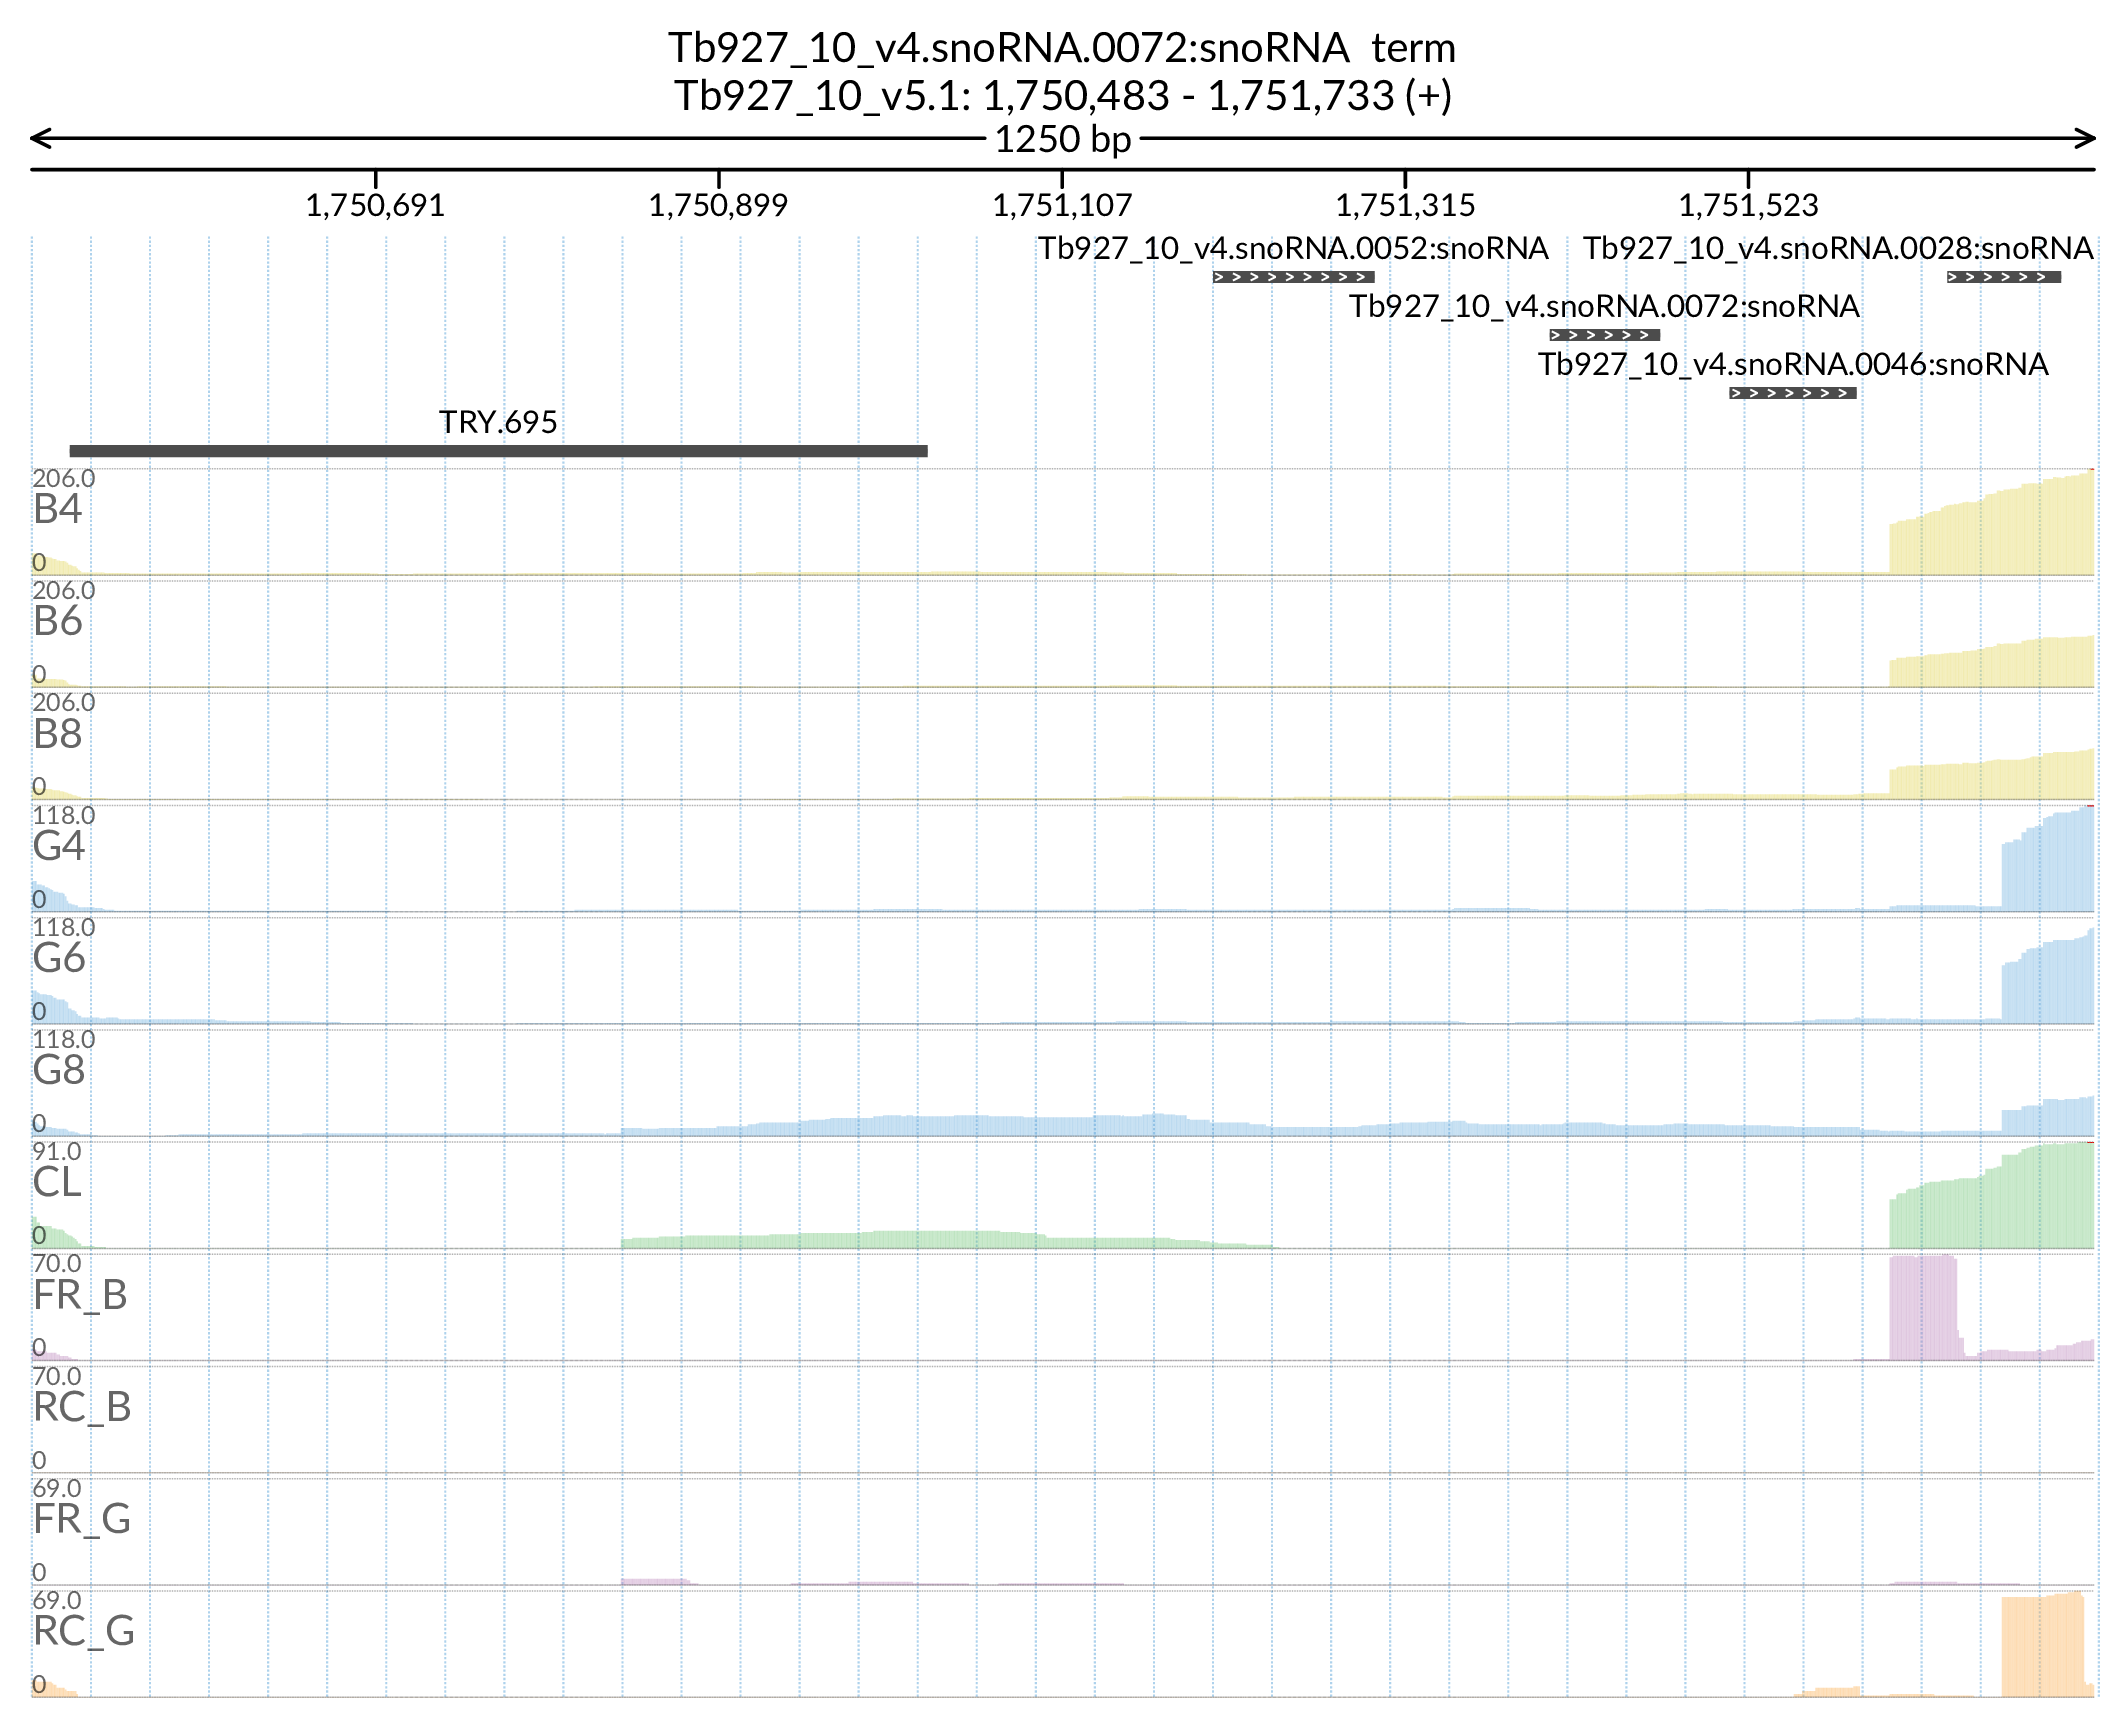 Tb927_10_v4.snoRNA.0072:snoRNA term
Tb927_10_v5.1: 1,750,483 - 1,751,733 (+)
1250 bp
1,750,691 1,750,899 1,751,107 1,751,315 1,751,523
Tb927_10_v4.snoRNA.0052:snoRNA Tb927_10_v4.snoRNA.0028:snoRNA
Tb927_10_v4.snoRNA.0072:snoRNA
Tb927_10_v4.snoRNA.0046:snoRNA
TRY.695
206.0
B4
0
206.0
B6
0
206.0
B8
0
118.0
G4
0
118.0
G6
0
118.0
G8
0
91.0
CL
0
70.0
FR_B
0
70.0
RC_B
0
69.0
FR_G
0
69.0
RC_G
0